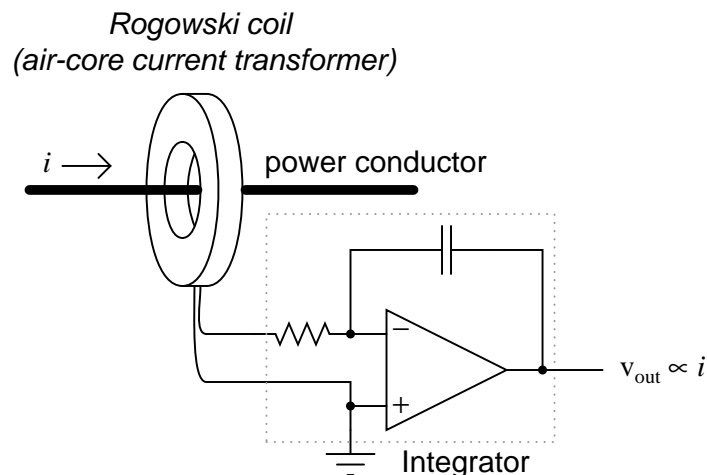 Rogowski coil
(air-core current transformer)
i
power conductor
−
+
v_out ∝ i
Integrator